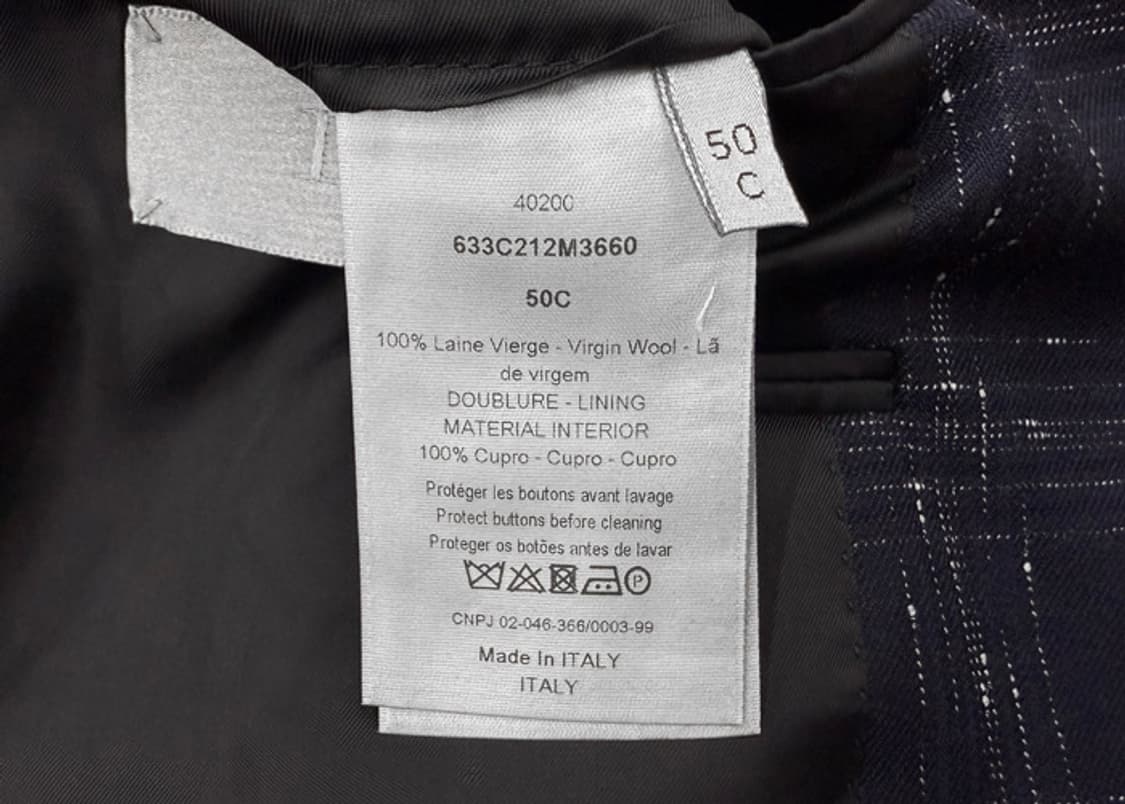 50
C
40200
633C212M3660
50C
100% Laine Vierge - Virgin Wool - Lã
de virgem
DOUBLURE - LINING
MATERIAL INTERIOR
100% Cupro - Cupro - Cupro
Protéger les boutons avant lavage
Protect buttons before cleaning
Proteger os botões antes de lavar
P
CNPJ 02-046-366/0003-99
Made In ITALY
ITALY